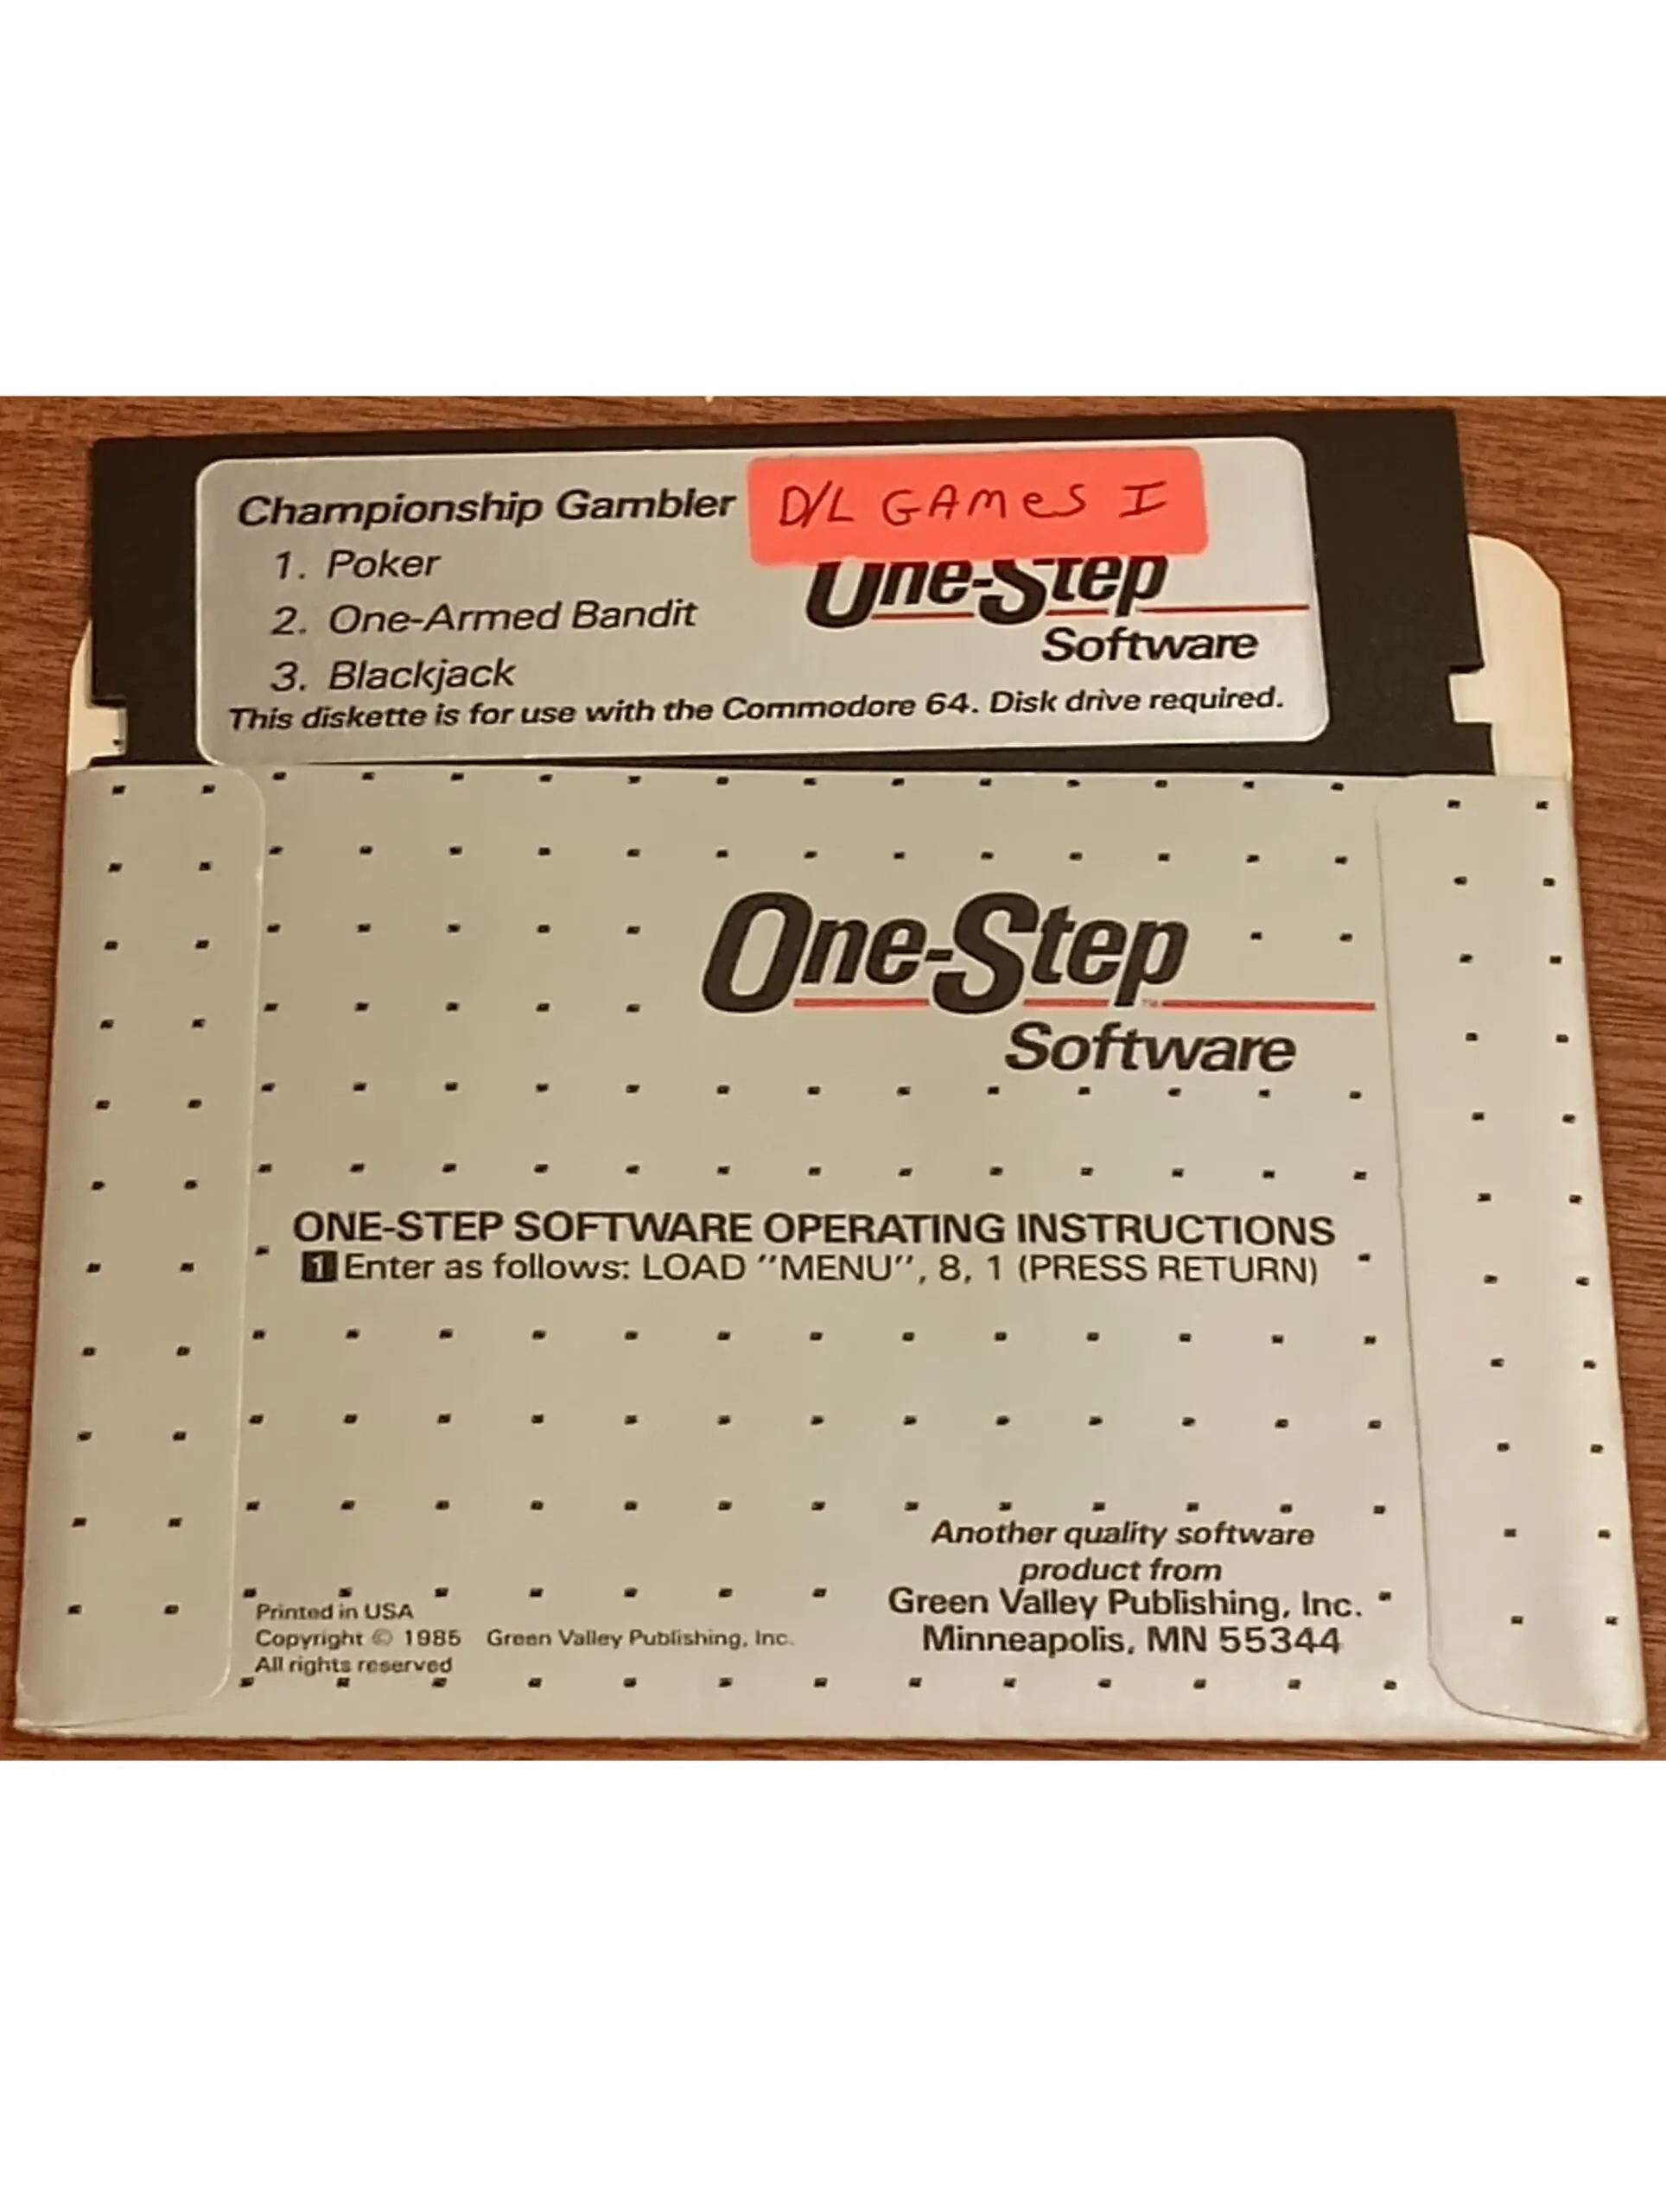 Championship Gambler
D/L GAMES I
1. Poker
2. One-Armed Bandit
3. Blackjack
One-Step
Software
This diskette is for use with the Commodore 64. Disk drive required.
One-Step™
Software
ONE-STEP SOFTWARE OPERATING INSTRUCTIONS
1 Enter as follows: LOAD "MENU", 8, 1 (PRESS RETURN)
Another quality software
product from
Green Valley Publishing, Inc.
Minneapolis, MN 55344
Printed in USA
Copyright © 1985 Green Valley Publishing, Inc.
All rights reserved